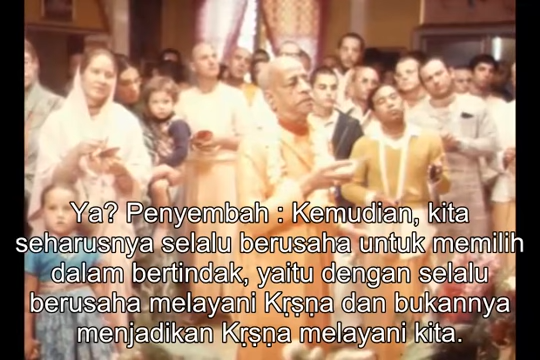 Ya? Penyembah : Kemudian, kita
seharusnya selalu berusaha untuk memilih
dalam bertindak, yaitu dengan selalu
berusaha melayani Kṛṣṇa dan bukannya
menjadikan Kṛṣṇa melayani kita.